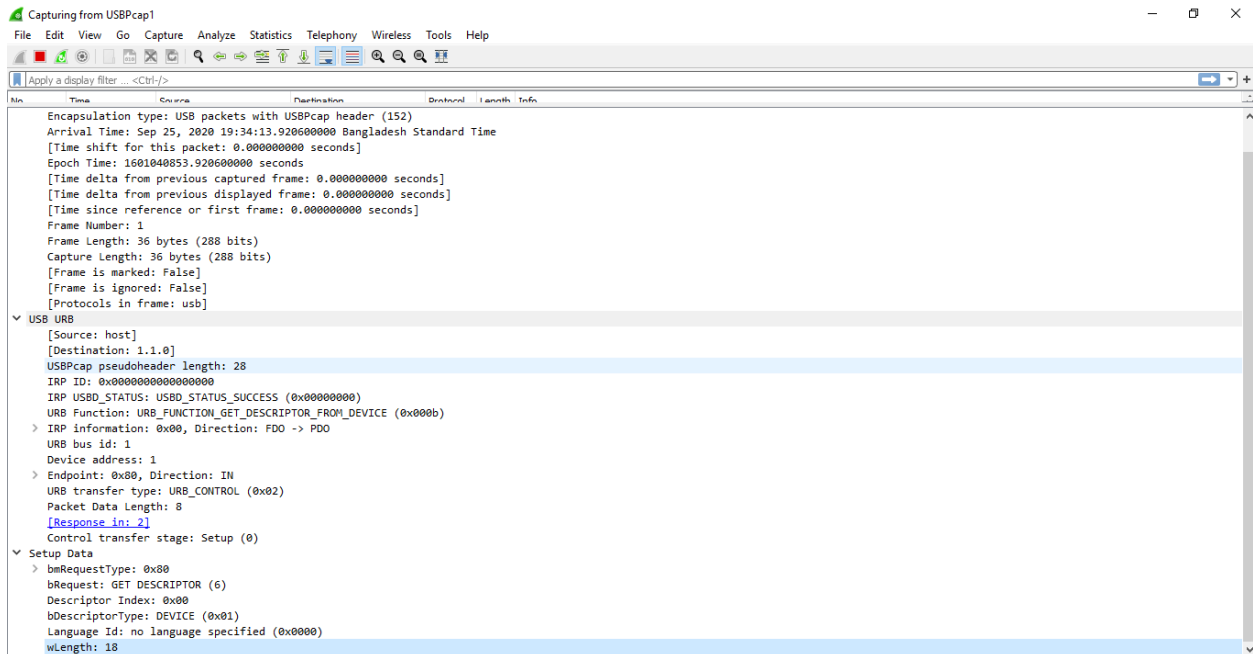 Capturing from USBPcap1
File Edit View Go Capture Analyze Statistics Telephony Wireless Tools Help
Apply a display filter ... <Ctrl-/>
No. Time Source Destination Protocol Length Info
Encapsulation type: USB packets with USBPcap header (152)
Arrival Time: Sep 25, 2020 19:34:13.920600000 Bangladesh Standard Time
[Time shift for this packet: 0.000000000 seconds]
Epoch Time: 1601040853.920600000 seconds
[Time delta from previous captured frame: 0.000000000 seconds]
[Time delta from previous displayed frame: 0.000000000 seconds]
[Time since reference or first frame: 0.000000000 seconds]
Frame Number: 1
Frame Length: 36 bytes (288 bits)
Capture Length: 36 bytes (288 bits)
[Frame is marked: False]
[Frame is ignored: False]
[Protocols in frame: usb]
USB URB
[Source: host]
[Destination: 1.1.0]
USBPcap pseudoheader length: 28
IRP ID: 0x0000000000000000
IRP USBD_STATUS: USBD_STATUS_SUCCESS (0x00000000)
URB Function: URB_FUNCTION_GET_DESCRIPTOR_FROM_DEVICE (0x000b)
IRP information: 0x00, Direction: FDO -> PDO
URB bus id: 1
Device address: 1
Endpoint: 0x80, Direction: IN
URB transfer type: URB_CONTROL (0x02)
Packet Data Length: 8
[Response in: 2]
Control transfer stage: Setup (0)
Setup Data
bmRequestType: 0x80
bRequest: GET DESCRIPTOR (6)
Descriptor Index: 0x00
bDescriptorType: DEVICE (0x01)
Language Id: no language specified (0x0000)
wLength: 18